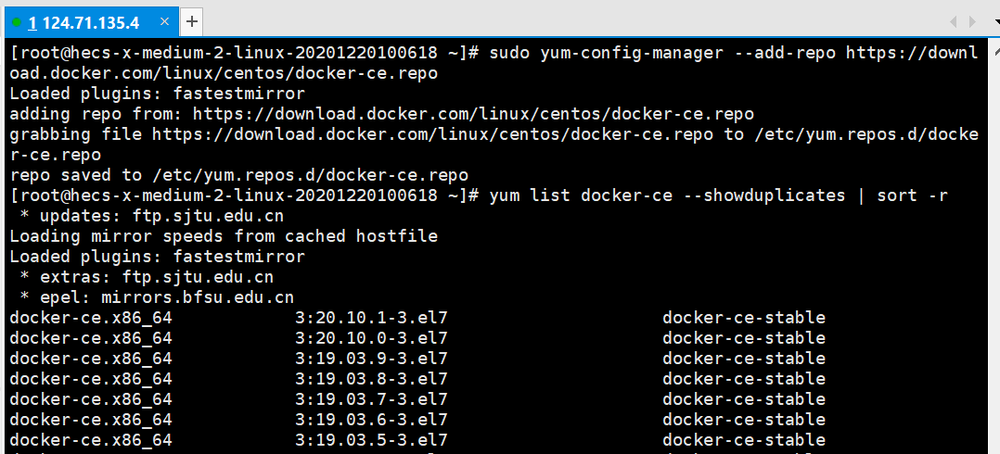 1 124.71.135.4 × +
[root@hecs-x-medium-2-linux-20201220100618 ~]# sudo yum-config-manager --add-repo https://downl
oad.docker.com/linux/centos/docker-ce.repo
Loaded plugins: fastestmirror
adding repo from: https://download.docker.com/linux/centos/docker-ce.repo
grabbing file https://download.docker.com/linux/centos/docker-ce.repo to /etc/yum.repos.d/docke
r-ce.repo
repo saved to /etc/yum.repos.d/docker-ce.repo
[root@hecs-x-medium-2-linux-20201220100618 ~]# yum list docker-ce --showduplicates | sort -r
 * updates: ftp.sjtu.edu.cn
Loading mirror speeds from cached hostfile
Loaded plugins: fastestmirror
 * extras: ftp.sjtu.edu.cn
 * epel: mirrors.bfsu.edu.cn
docker-ce.x86_64            3:20.10.1-3.el7                     docker-ce-stable
docker-ce.x86_64            3:20.10.0-3.el7                     docker-ce-stable
docker-ce.x86_64            3:19.03.9-3.el7                     docker-ce-stable
docker-ce.x86_64            3:19.03.8-3.el7                     docker-ce-stable
docker-ce.x86_64            3:19.03.7-3.el7                     docker-ce-stable
docker-ce.x86_64            3:19.03.6-3.el7                     docker-ce-stable
docker-ce.x86_64            3:19.03.5-3.el7                     docker-ce-stable